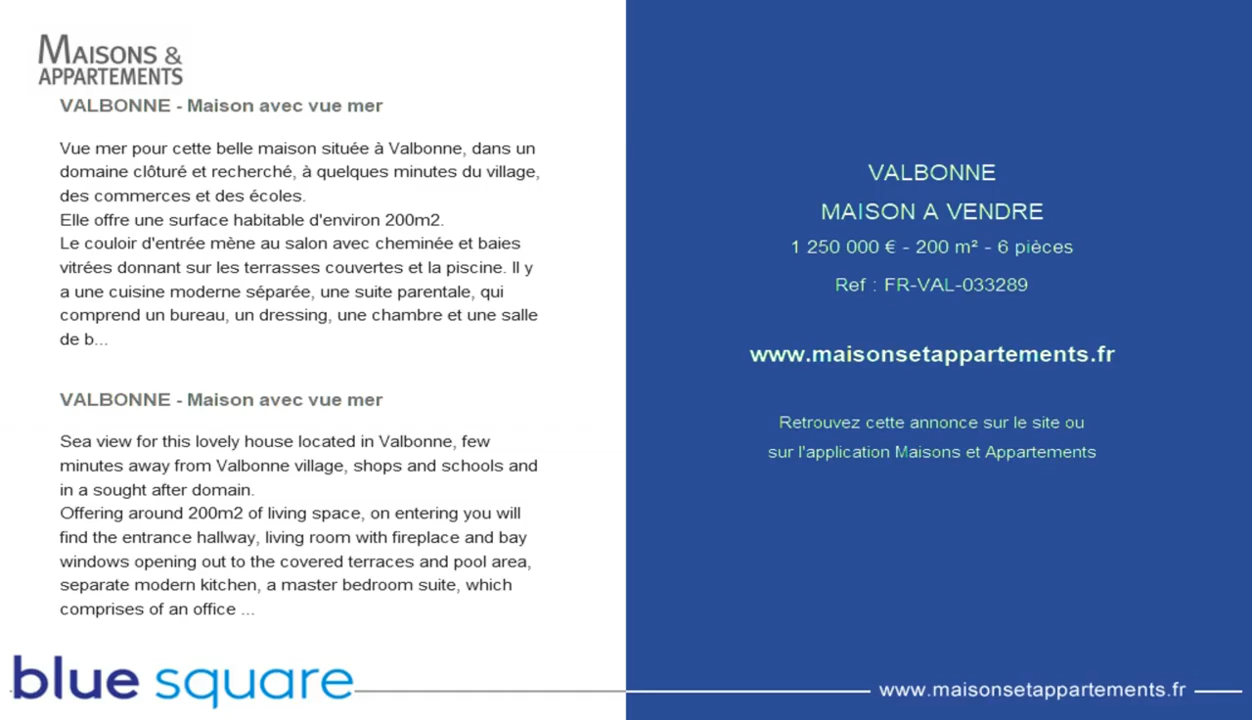 MAISONS &
APPARTEMENTS
VALBONNE - Maison avec vue mer
Vue mer pour cette belle maison située à Valbonne, dans un
domaine clôturé et recherché, à quelques minutes du village,
des commerces et des écoles.
Elle offre une surface habitable d'environ 200m2.
Le couloir d'entrée mène au salon avec cheminée et baies
vitrées donnant sur les terrasses couvertes et la piscine. Il y
a une cuisine moderne séparée, une suite parentale, qui
comprend un bureau, un dressing, une chambre et une salle
de b...
VALBONNE - Maison avec vue mer
Sea view for this lovely house located in Valbonne, few
minutes away from Valbonne village, shops and schools and
in a sought after domain.
Offering around 200m2 of living space, on entering you will
find the entrance hallway, living room with fireplace and bay
windows opening out to the covered terraces and pool area,
separate modern kitchen, a master bedroom suite, which
comprises of an office ...
blue square
VALBONNE
MAISON A VENDRE
1 250 000 € - 200 m² - 6 pièces
Ref : FR-VAL-033289
www.maisonsetappartements.fr
Retrouvez cette annonce sur le site ou
sur l'application Maisons et Appartements
www.maisonsetappartements.fr